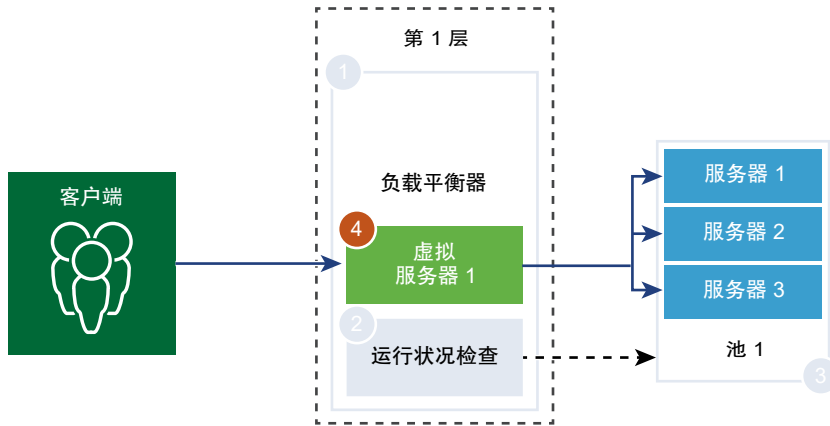 第 1 层
1
客户端
负载平衡器
4
虚拟
服务器 1
2
运行状况检查
服务器 1
服务器 2
服务器 3
池 1
3